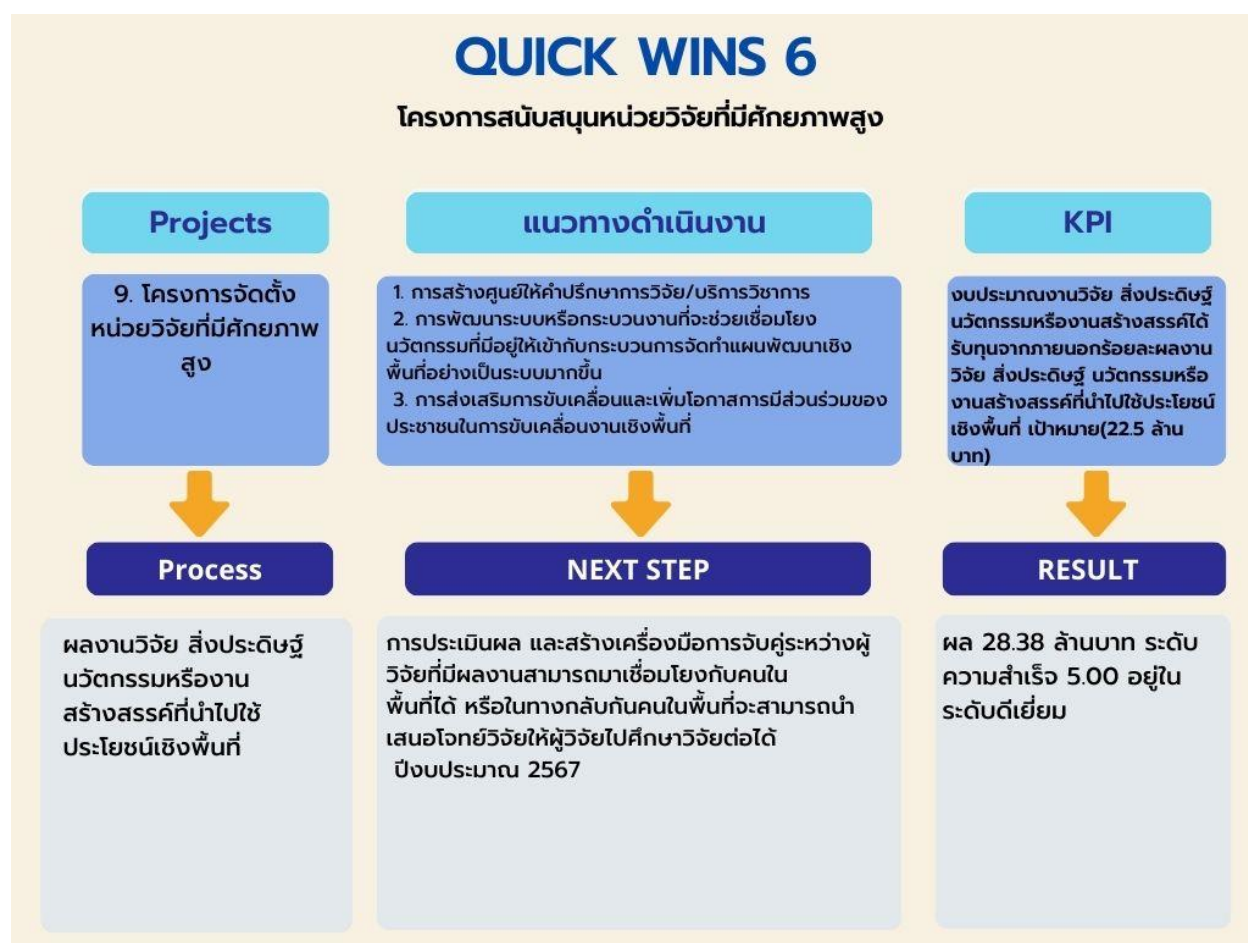 QUICK WINS 6
โครงการสนับสนุนหน่วยวิจัยที่มีศักยภาพสูง
Projects
9. โครงการจัดตั้ง
หน่วยวิจัยที่มีศักยภาพ
สูง
แนวทางดำเนินงาน
1. การสร้างศูนย์ให้คำปรึกษาการวิจัย/บริการวิชาการ
2. การพัฒนาระบบหรือกระบวนงานที่จะช่วยเชื่อมโยง
นวัตกรรมที่มีอยู่ให้เข้ากับกระบวนการจัดทำแผนพัฒนาเชิง
พื้นที่อย่างเป็นระบบมากขึ้น
3. การส่งเสริมการขับเคลื่อนและเพิ่มโอกาสการมีส่วนร่วมของ
ประชาชนในการขับเคลื่อนงานเชิงพื้นที่
KPI
งบประมาณงานวิจัย สิ่งประดิษฐ์
นวัตกรรมหรืองานสร้างสรรค์ได้
รับทุนจากภายนอกร้อยละผลงาน
วิจัย สิ่งประดิษฐ์ นวัตกรรมหรือ
งานสร้างสรรค์ที่นำไปใช้ประโยชน์
เชิงพื้นที่ เป้าหมาย(22.5 ล้าน
บาท)
Process
ผลงานวิจัย สิ่งประดิษฐ์
นวัตกรรมหรืองาน
สร้างสรรค์ที่นำไปใช้
ประโยชน์เชิงพื้นที่
NEXT STEP
การประเมินผล และสร้างเครื่องมือการจับคู่ระหว่างผู้
วิจัยที่มีผลงานสามารถมาเชื่อมโยงกับคนใน
พื้นที่ได้ หรือในทางกลับกันคนในพื้นที่จะสามารถนำ
เสนอโจทย์วิจัยให้ผู้วิจัยไปศึกษาวิจัยต่อได้
ปีงบประมาณ 2567
RESULT
ผล 28.38 ล้านบาท ระดับ
ความสำเร็จ 5.00 อยู่ใน
ระดับดีเยี่ยม